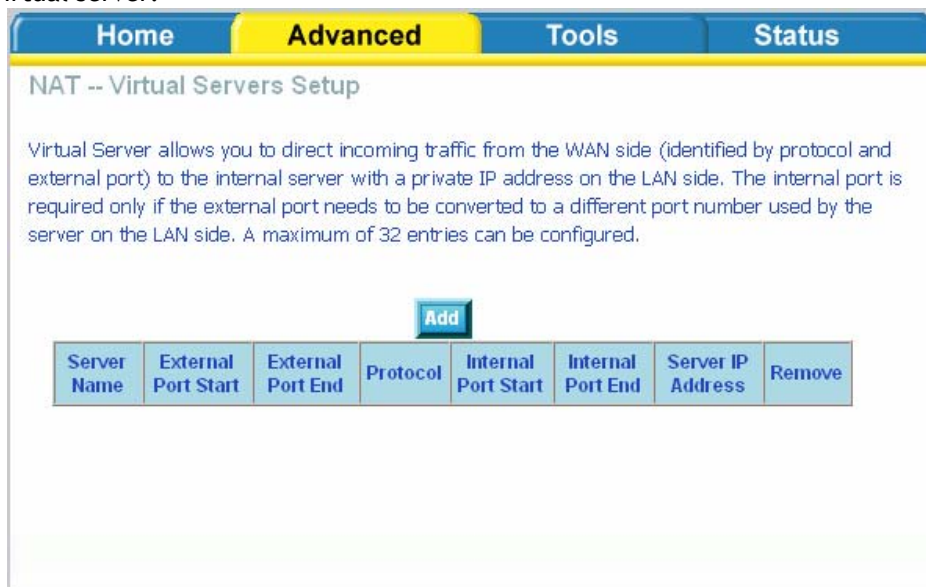 Home Advanced Tools Status
NAT -- Virtual Servers Setup
Virtual Server allows you to direct incoming traffic from the WAN side (identified by protocol and
external port) to the internal server with a private IP address on the LAN side. The internal port is
required only if the external port needs to be converted to a different port number used by the
server on the LAN side. A maximum of 32 entries can be configured.
Add
Server Name External Port Start External Port End Protocol Internal Port Start Internal Port End Server IP Address Remove